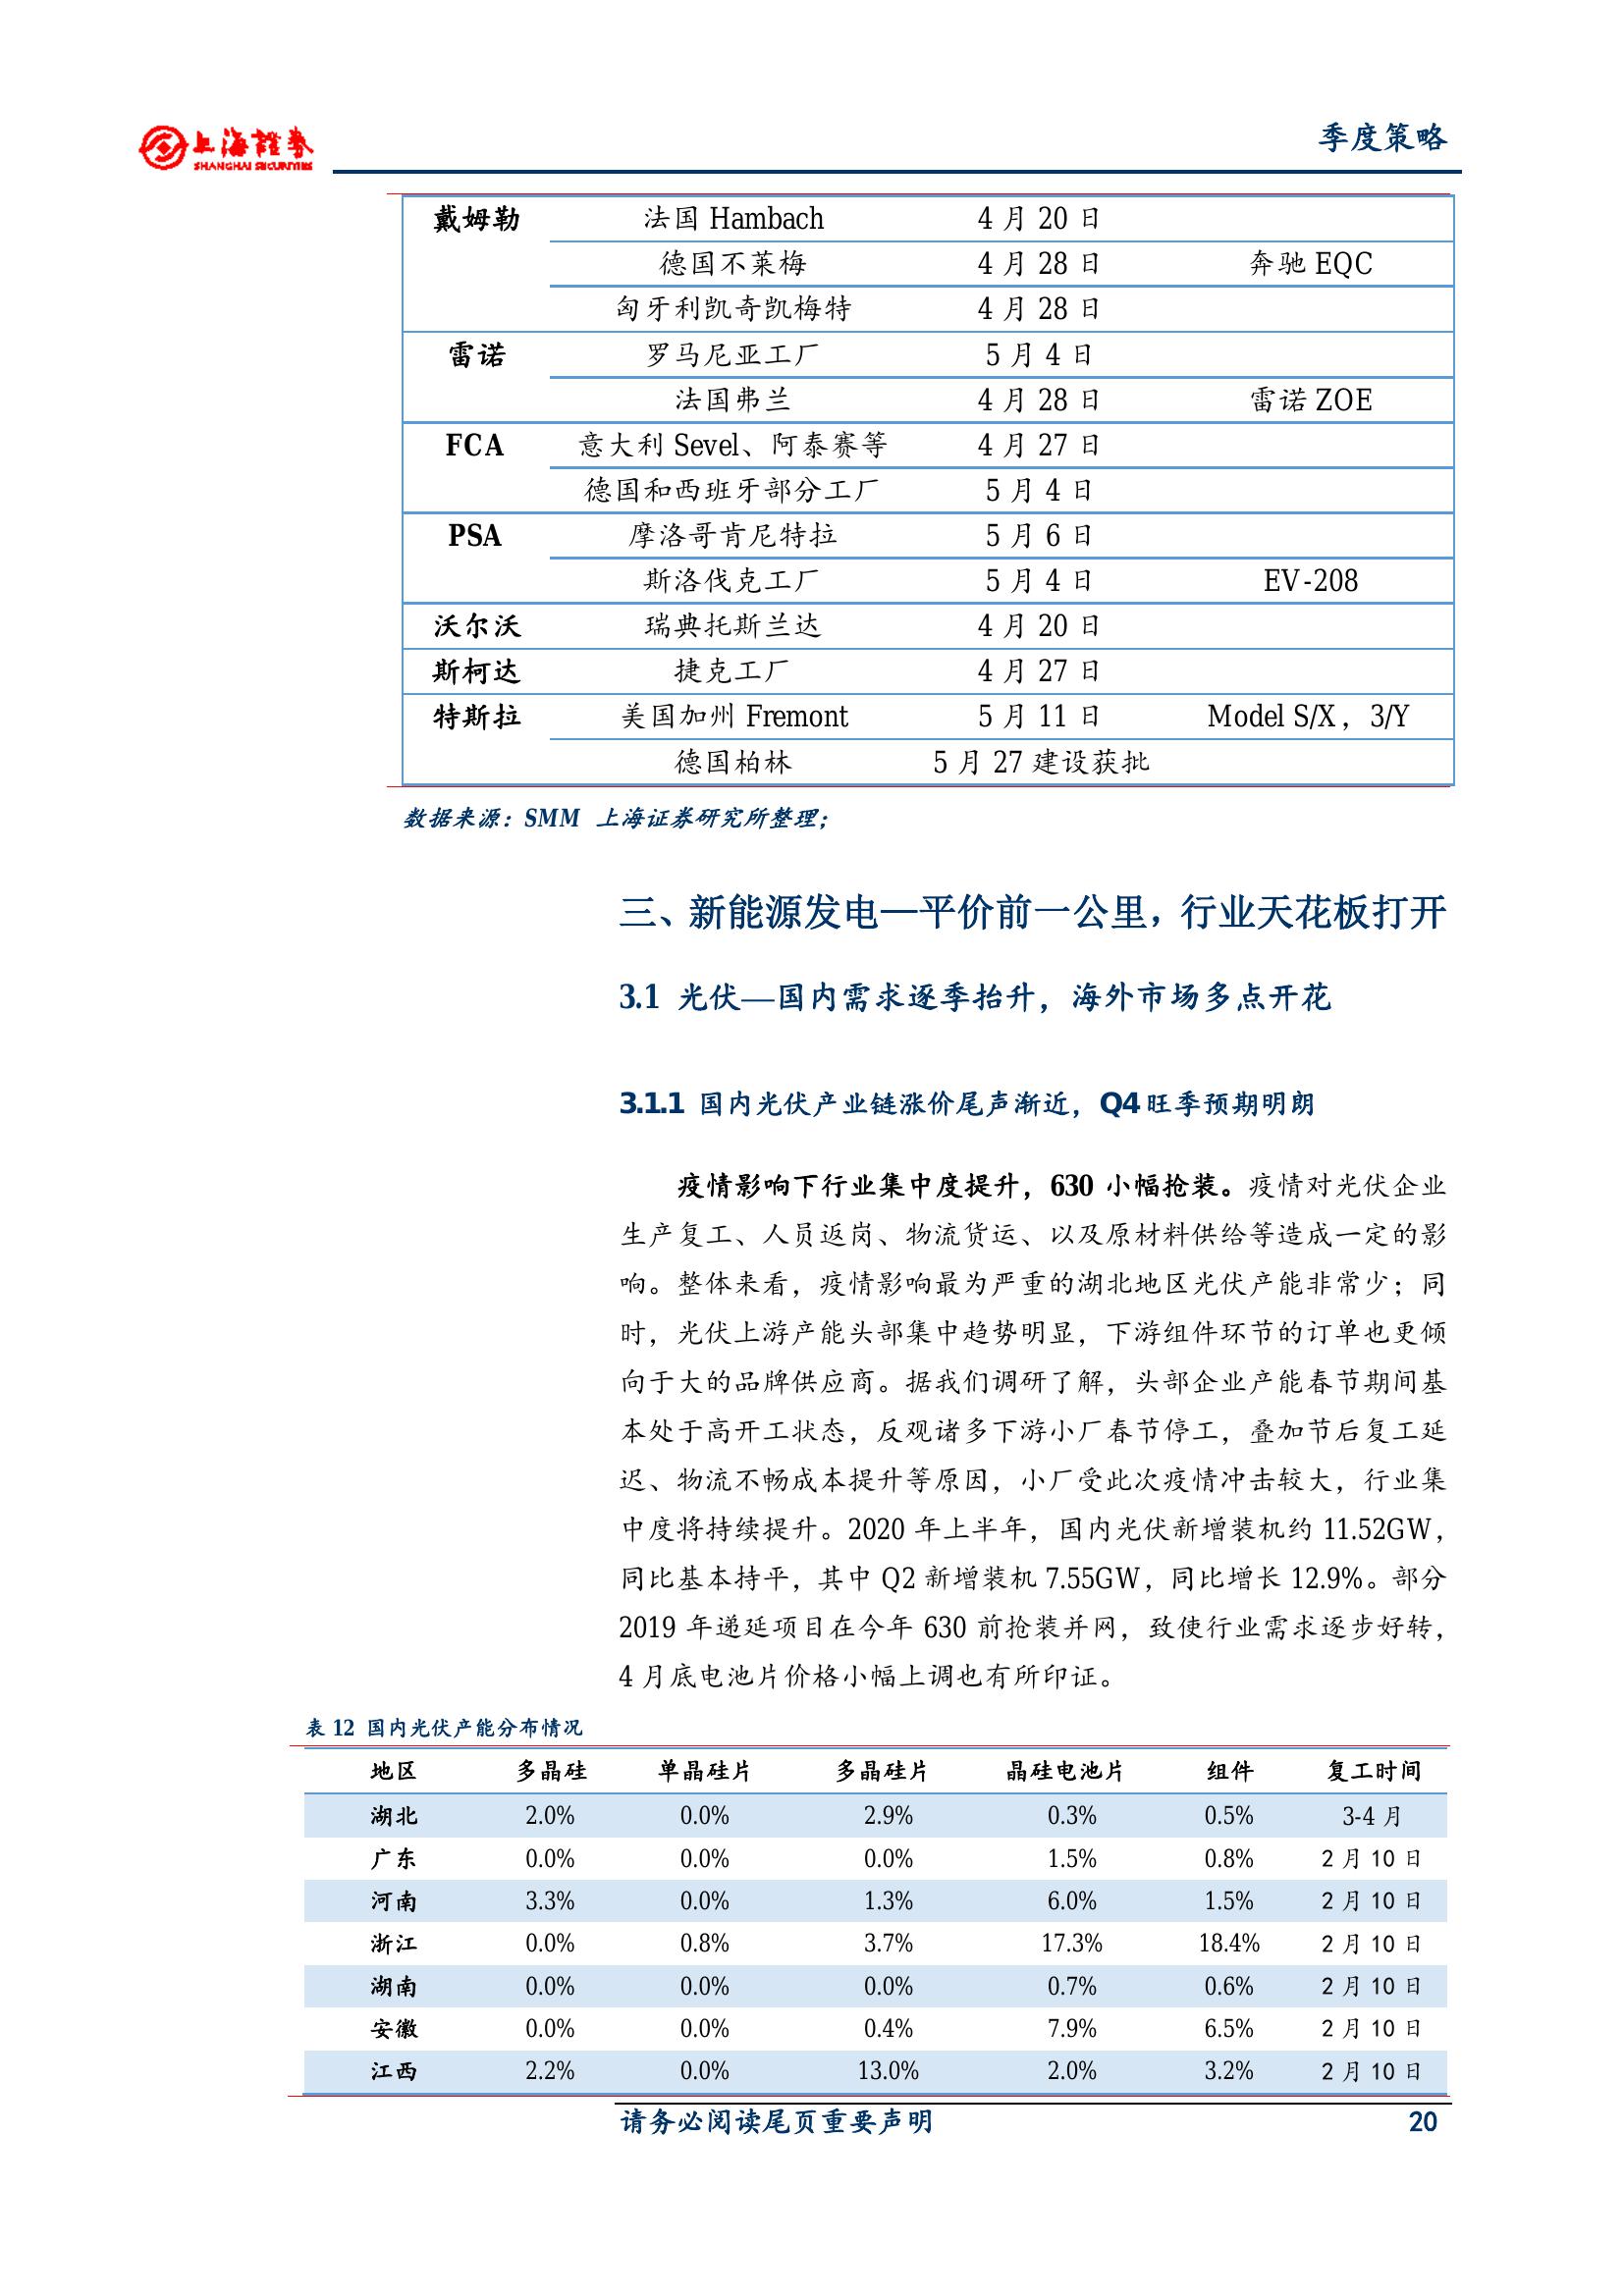 上海證券
SHANGHAI SECURITIES
季度策略
戴姆勒 法国 Hambach 4 月 20 日
德国不莱梅 4 月 28 日 奔驰 EQC
匈牙利凯奇凯梅特 4 月 28 日
雷诺 罗马尼亚工厂 5 月 4 日
法国弗兰 4 月 28 日 雷诺 ZOE
FCA 意大利 Sevel、阿泰赛等 4 月 27 日
德国和西班牙部分工厂 5 月 4 日
PSA 摩洛哥肯尼特拉 5 月 6 日
斯洛伐克工厂 5 月 4 日 EV-208
沃尔沃 瑞典托斯兰达 4 月 20 日
斯柯达 捷克工厂 4 月 27 日
特斯拉 美国加州 Fremont 5 月 11 日 Model S/X，3/Y
德国柏林 5 月 27 建设获批
数据来源：SMM 上海证券研究所整理；
三、新能源发电—平价前一公里，行业天花板打开
3.1 光伏—国内需求逐季抬升，海外市场多点开花
3.1.1 国内光伏产业链涨价尾声渐近，Q4 旺季预期明朗
疫情影响下行业集中度提升，630 小幅抢装。疫情对光伏企业
生产复工、人员返岗、物流货运、以及原材料供给等造成一定的影
响。整体来看，疫情影响最为严重的湖北地区光伏产能非常少；同
时，光伏上游产能头部集中趋势明显，下游组件环节的订单也更倾
向于大的品牌供应商。据我们调研了解，头部企业产能春节期间基
本处于高开工状态，反观诸多下游小厂春节停工，叠加节后复工延
迟、物流不畅成本提升等原因，小厂受此次疫情冲击较大，行业集
中度将持续提升。2020 年上半年，国内光伏新增装机约 11.52GW，
同比基本持平，其中 Q2 新增装机 7.55GW，同比增长 12.9%。部分
2019 年递延项目在今年 630 前抢装并网，致使行业需求逐步好转，
4 月底电池片价格小幅上调也有所印证。
表 12 国内光伏产能分布情况
地区 多晶硅 单晶硅片 多晶硅片 晶硅电池片 组件 复工时间
湖北 2.0% 0.0% 2.9% 0.3% 0.5% 3-4 月
广东 0.0% 0.0% 0.0% 1.5% 0.8% 2 月 10 日
河南 3.3% 0.0% 1.3% 6.0% 1.5% 2 月 10 日
浙江 0.0% 0.8% 3.7% 17.3% 18.4% 2 月 10 日
湖南 0.0% 0.0% 0.0% 0.7% 0.6% 2 月 10 日
安徽 0.0% 0.0% 0.4% 7.9% 6.5% 2 月 10 日
江西 2.2% 0.0% 13.0% 2.0% 3.2% 2 月 10 日
请务必阅读尾页重要声明 20